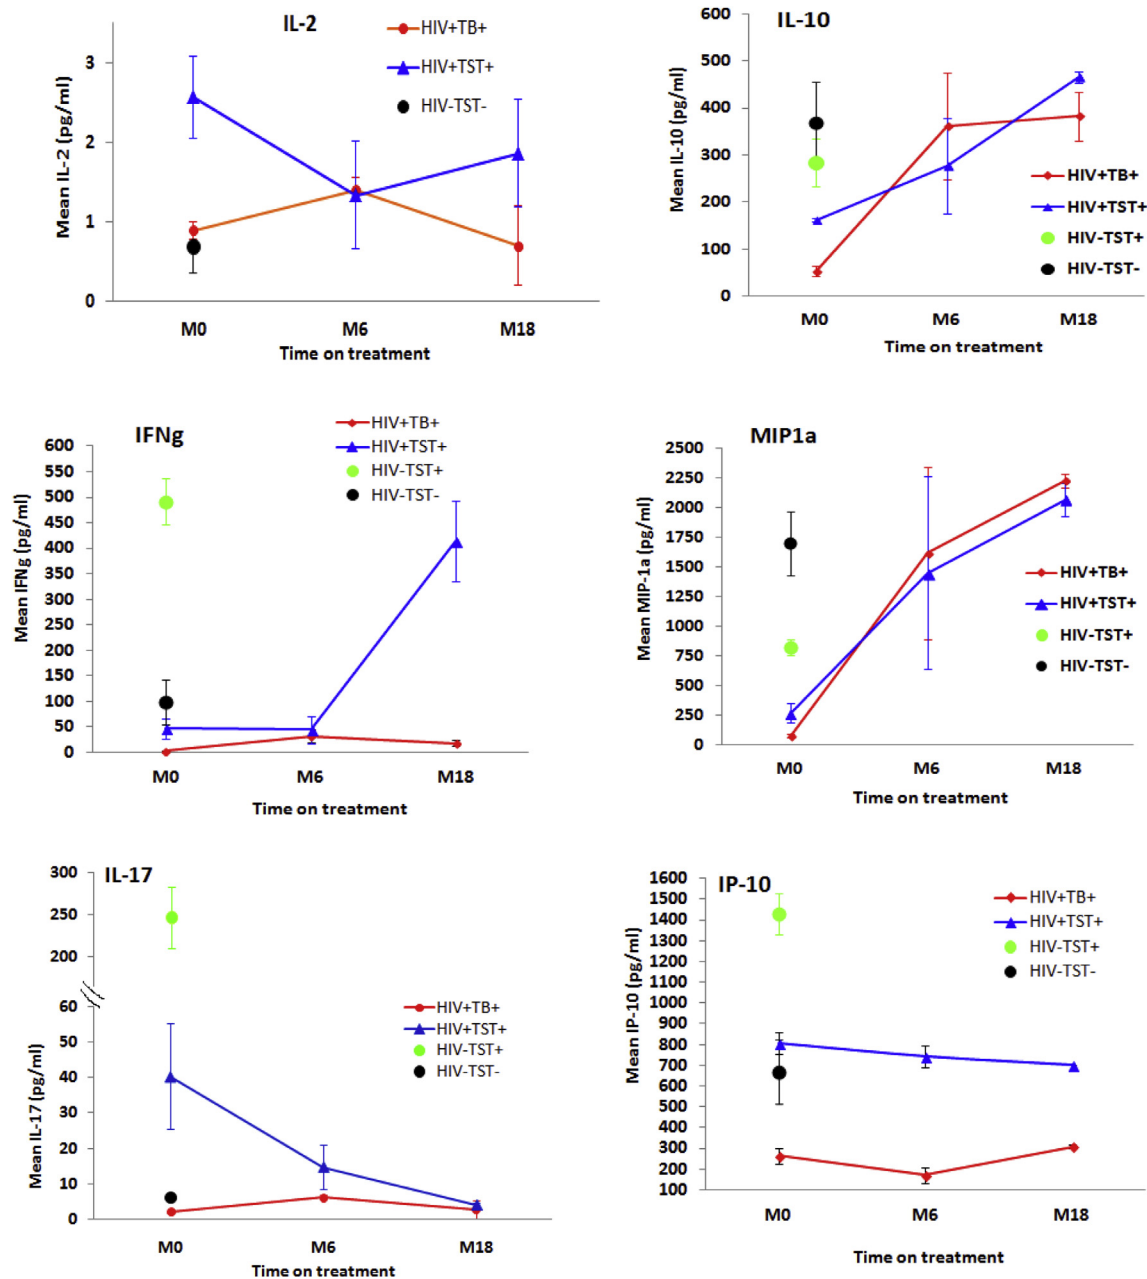 IL-2
HIV+TB+
HIV+TST+
HIV-TST-
Mean IL-2 (pg/ml)
3
2
1
0
M0 M6 M18
Time on treatment
IL-10
600
500
400
300
200
100
0
Mean IL-10 (pg/ml)
HIV+TB+
HIV+TST+
HIV-TST+
HIV-TST-
M0 M6 M18
Time on treatment
IFNg
HIV+TB+
HIV+TST+
HIV-TST+
HIV-TST-
Mean IFNg (pg/ml)
600
550
500
450
400
350
300
250
200
150
100
50
0
M0 M6 M18
Time on treatment
MIP1a
Mean MIP-1a (pg/ml)
2500
2250
2000
1750
1500
1250
1000
750
500
250
0
HIV+TB+
HIV+TST+
HIV-TST+
HIV-TST-
M0 M6 M18
Time on treatment
IL-17
Mean IL-17 (pg/ml)
300
250
200
60
50
40
30
20
10
0
HIV+TB+
HIV+TST+
HIV-TST+
HIV-TST-
M0 M6 M18
Time on treatment
IP-10
Mean IP-10 (pg/ml)
1600
1500
1400
1300
1200
1100
1000
900
800
700
600
500
400
300
200
100
HIV+TB+
HIV+TST+
HIV-TST+
HIV-TST-
M0 M6 M18
Time on treatment